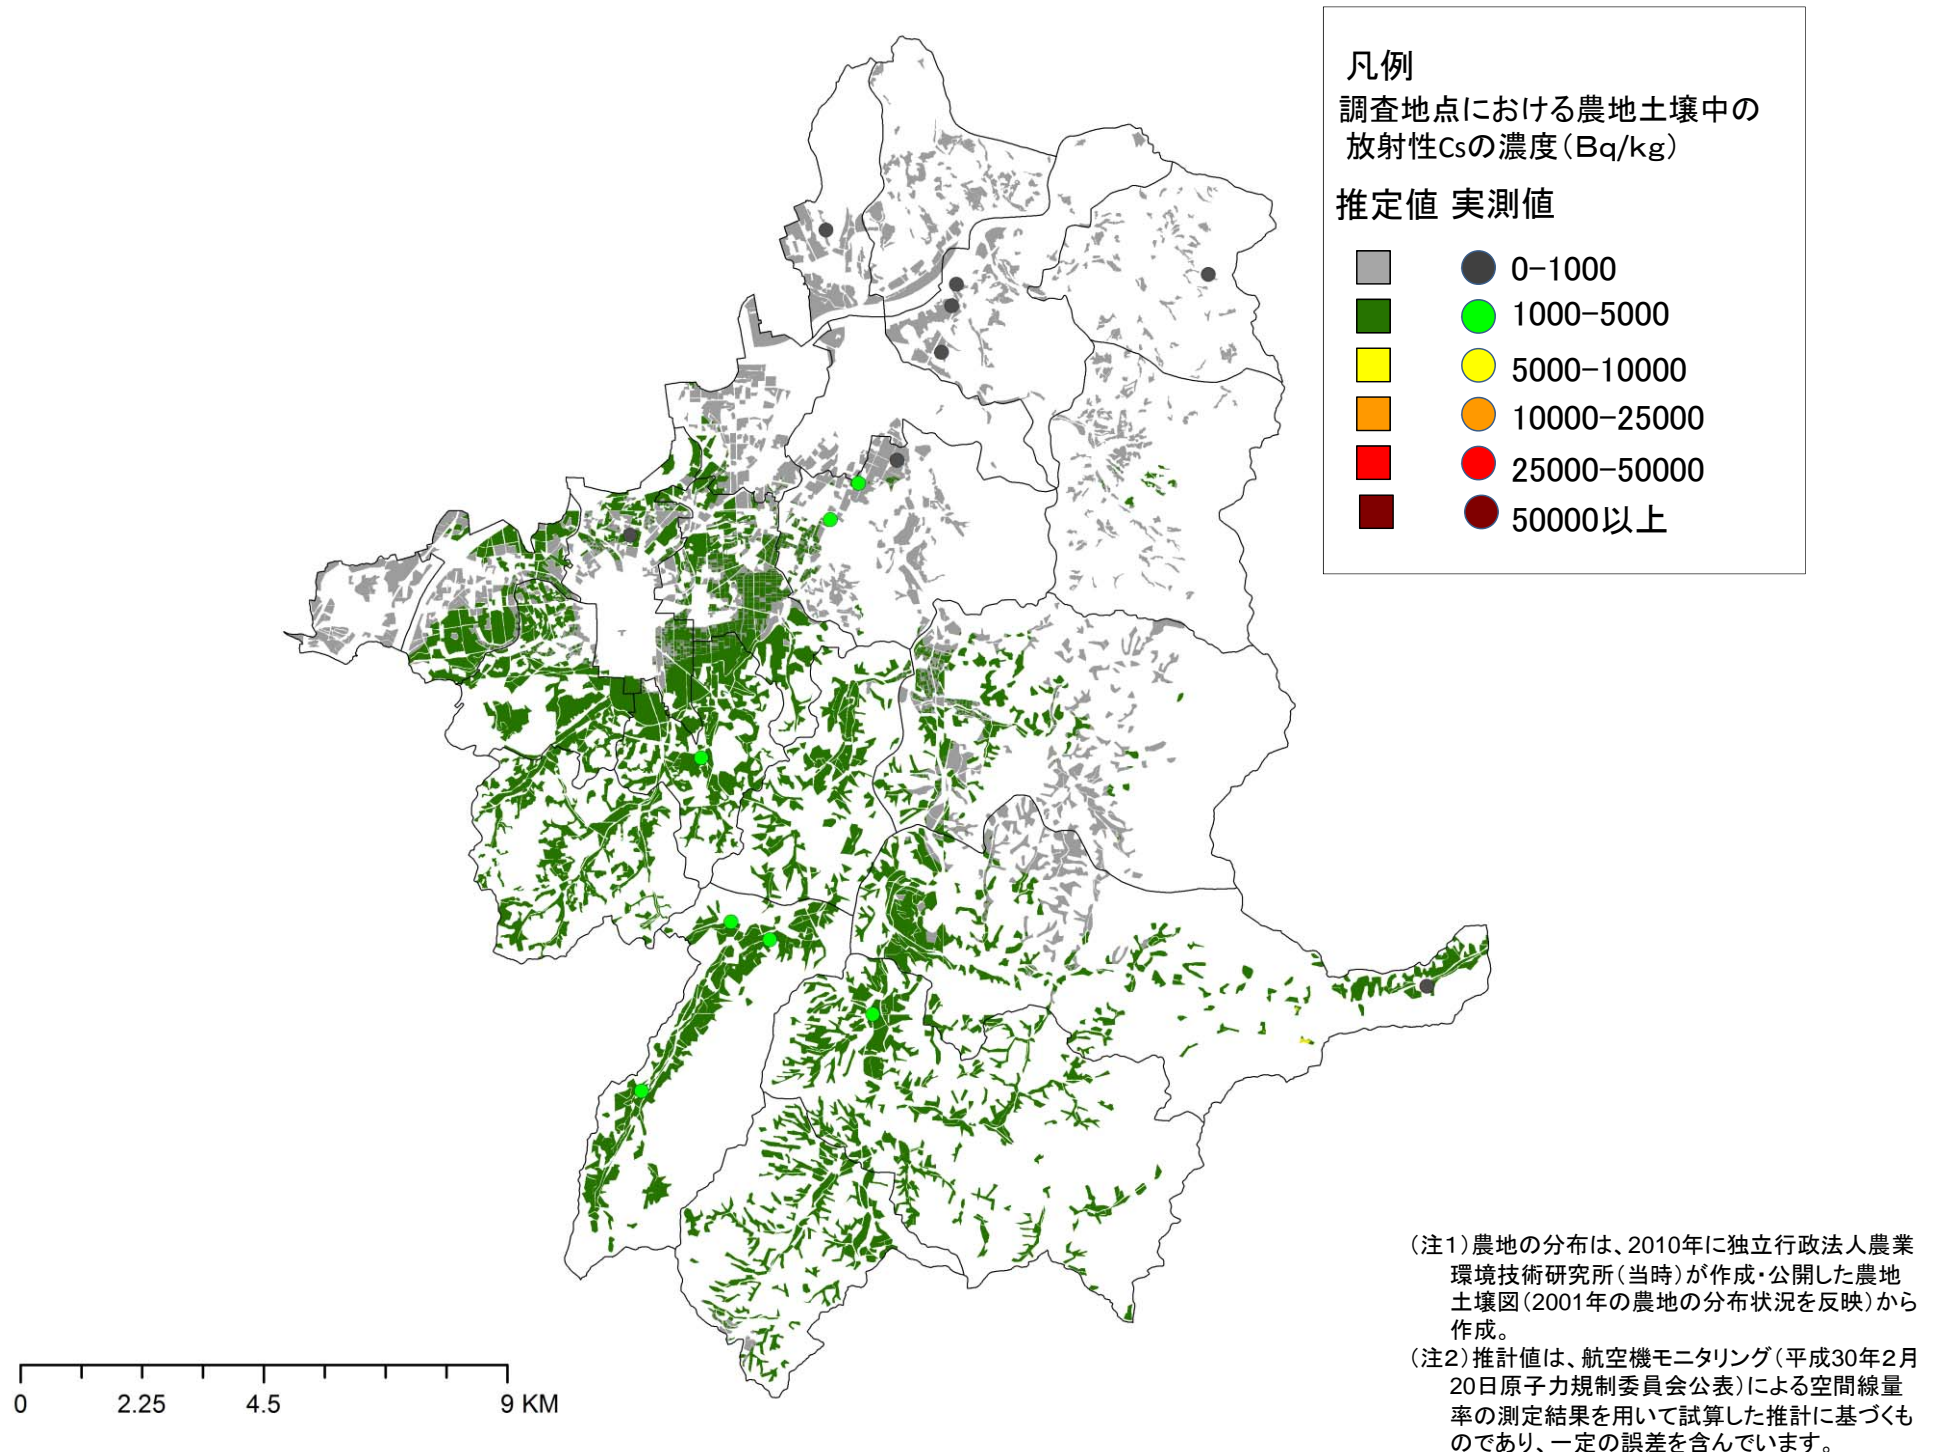 凡例
調査地点における農地土壌中の
放射性Csの濃度（Bq/kg）
推定値 実測値
0−1000
1000−5000
5000−10000
10000−25000
25000−50000
50000以上
（注１）農地の分布は、2010年に独立行政法人農業
環境技術研究所（当時）が作成・公開した農地
土壌図（2001年の農地の分布状況を反映）から
作成。
（注２）推計値は、航空機モニタリング（平成30年２月
20日原子力規制委員会公表）による空間線量
率の測定結果を用いて試算した推計に基づくも
のであり、一定の誤差を含んでいます。
0 2.25 4.5 9 KM